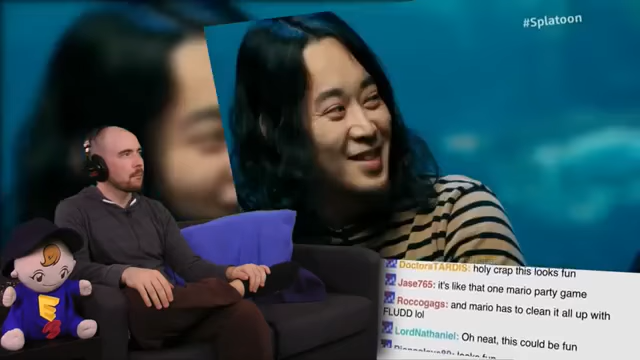 #Splatoon
DoctorsTARDIS: holy crap this looks fun
Jase765: it's like that one mario party game
Roccogags: and mario has to clean it all up with
FLUDD lol
LordNathaniel: Oh neat, this could be fun
E3